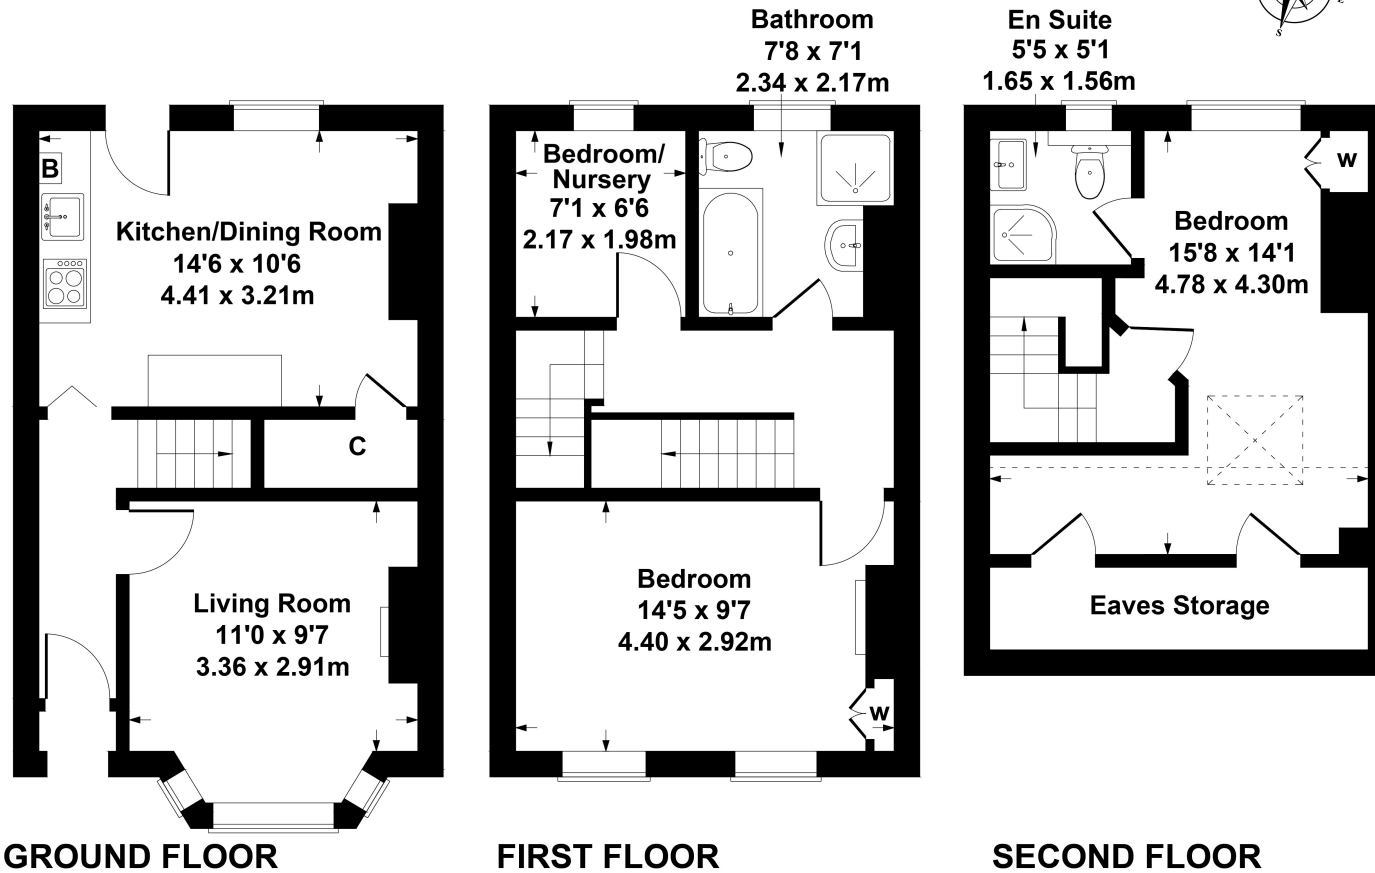 Bathroom
7'8 x 7'1
2.34 x 2.17m
En Suite
5'5 x 5'1
1.65 x 1.56m
E
S
B
Kitchen/Dining Room
14'6 x 10'6
4.41 x 3.21m
C
Living Room
11'0 x 9'7
3.36 x 2.91m
Bedroom/
Nursery
7'1 x 6'6
2.17 x 1.98m
Bedroom
14'5 x 9'7
4.40 x 2.92m
W
W
Bedroom
15'8 x 14'1
4.78 x 4.30m
Eaves Storage
GROUND FLOOR
FIRST FLOOR
SECOND FLOOR